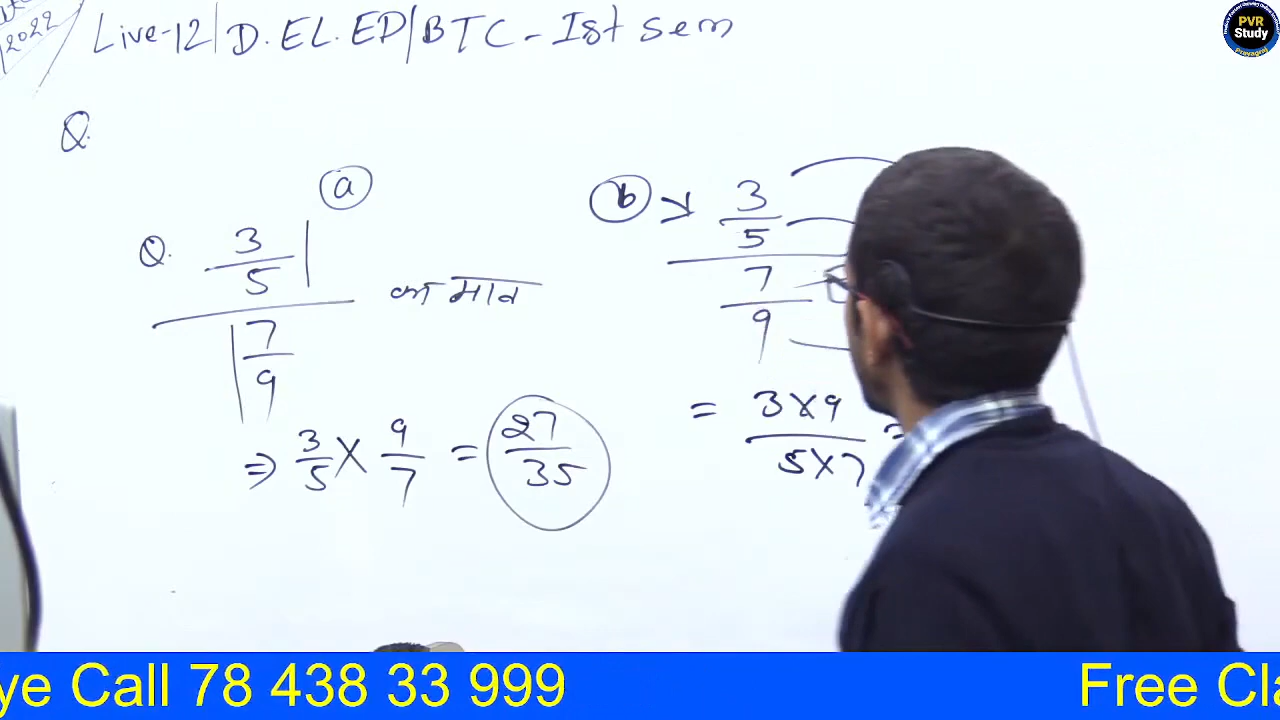 2022
Live-12|D.EL.ED/BTC - Ist sem
PVR
Study
Prayagraj
Q.
a
Q. 3/5 / 7/9 का मान
⇒ 3/5 × 9/7 = 27/35
b
3/5 / 7/9
= 3×9 / 5×7 =
ye Call 78 438 33 999
Free Cla